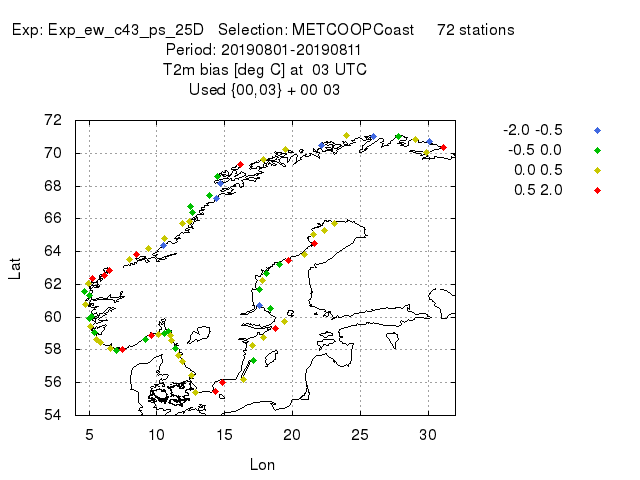 Exp: Exp_ew_c43_ps_25D Selection: METCOOPCoast 72 stations
Period: 20190801-20190811
T2m bias [deg C] at 03 UTC
Used {00,03} + 00 03
72
70
68
66
64
62
60
58
56
54
Lat
5 10 15 20 25 30
Lon
-2.0 -0.5
-0.5 0.0
0.0 0.5
0.5 2.0